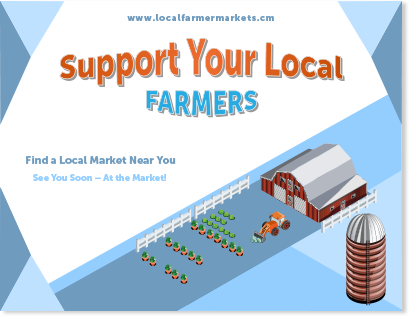 www.localfarmermarkets.cm
Support Your Local
FARMERS
Find a Local Market Near You
See You Soon – At the Market!